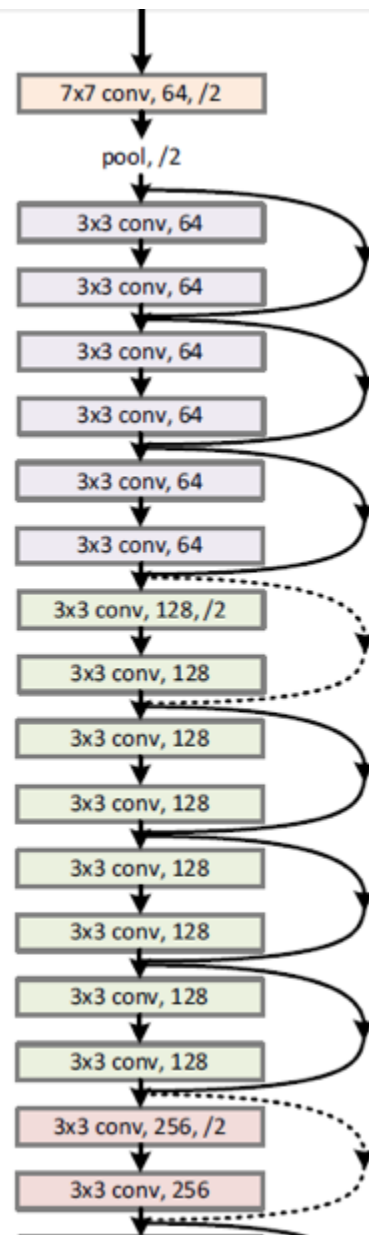 7x7 conv, 64, /2
pool, /2
3x3 conv, 64
3x3 conv, 64
3x3 conv, 64
3x3 conv, 64
3x3 conv, 64
3x3 conv, 64
3x3 conv, 128, /2
3x3 conv, 128
3x3 conv, 128
3x3 conv, 128
3x3 conv, 128
3x3 conv, 128
3x3 conv, 128
3x3 conv, 128
3x3 conv, 256, /2
3x3 conv, 256